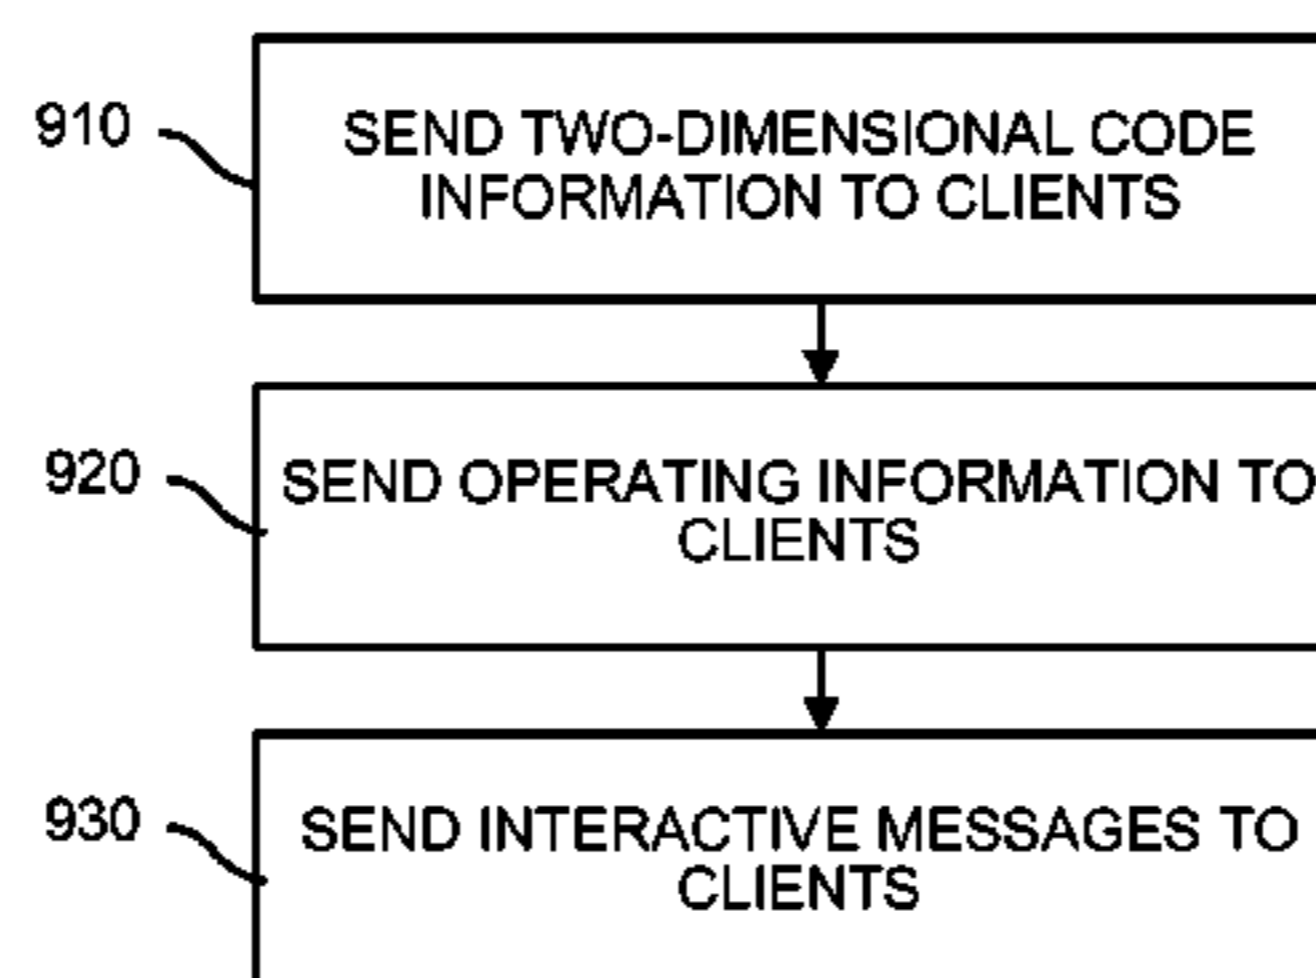 910
SEND TWO-DIMENSIONAL CODE
INFORMATION TO CLIENTS
920
SEND OPERATING INFORMATION TO
CLIENTS
930
SEND INTERACTIVE MESSAGES TO
CLIENTS